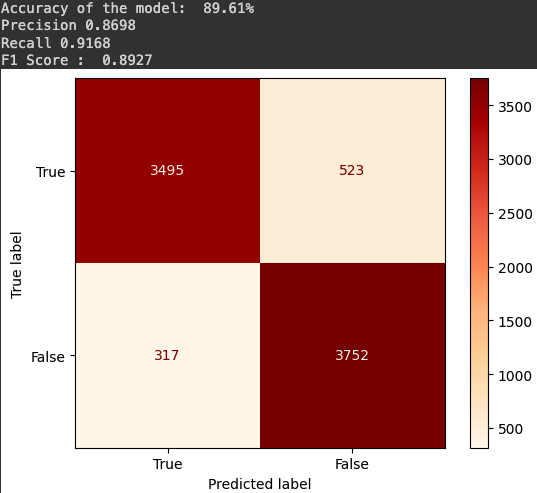 Accuracy of the model:  89.61%
Precision 0.8698
Recall 0.9168
F1 Score :  0.8927
3500
3000
2500
2000
1500
1000
500
True label
True
3495
523
False
317
3752
True
False
Predicted label